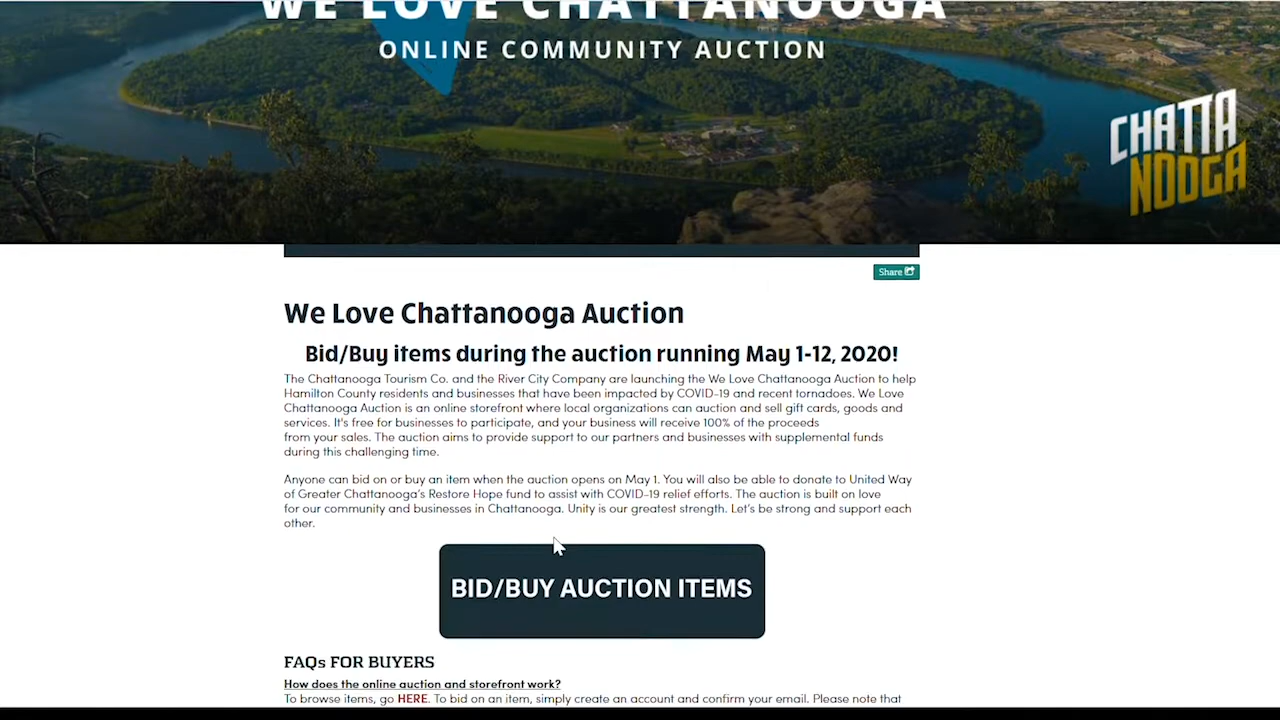 WE LOVE CHATTANOOGA
ONLINE COMMUNITY AUCTION
CHATTA
NOOGA
Share
We Love Chattanooga Auction
Bid/Buy items during the auction running May 1-12, 2020!
The Chattanooga Tourism Co. and the River City Company are launching the We Love Chattanooga Auction to help
Hamilton County residents and businesses that have been impacted by COVID-19 and recent tornadoes. We Love
Chattanooga Auction is an online storefront where local organizations can auction and sell gift cards, goods and
services. It's free for businesses to participate, and your business will receive 100% of the proceeds
from your sales. The auction aims to provide support to our partners and businesses with supplemental funds
during this challenging time.
Anyone can bid on or buy an item when the auction opens on May 1. You will also be able to donate to United Way
of Greater Chattanooga's Restore Hope fund to assist with COVID-19 relief efforts. The auction is built on love
for our community and businesses in Chattanooga. Unity is our greatest strength. Let's be strong and support each
other.
BID/BUY AUCTION ITEMS
FAQs FOR BUYERS
How does the online auction and storefront work?
To browse items, go HERE. To bid on an item, simply create an account and confirm your email. Please note that